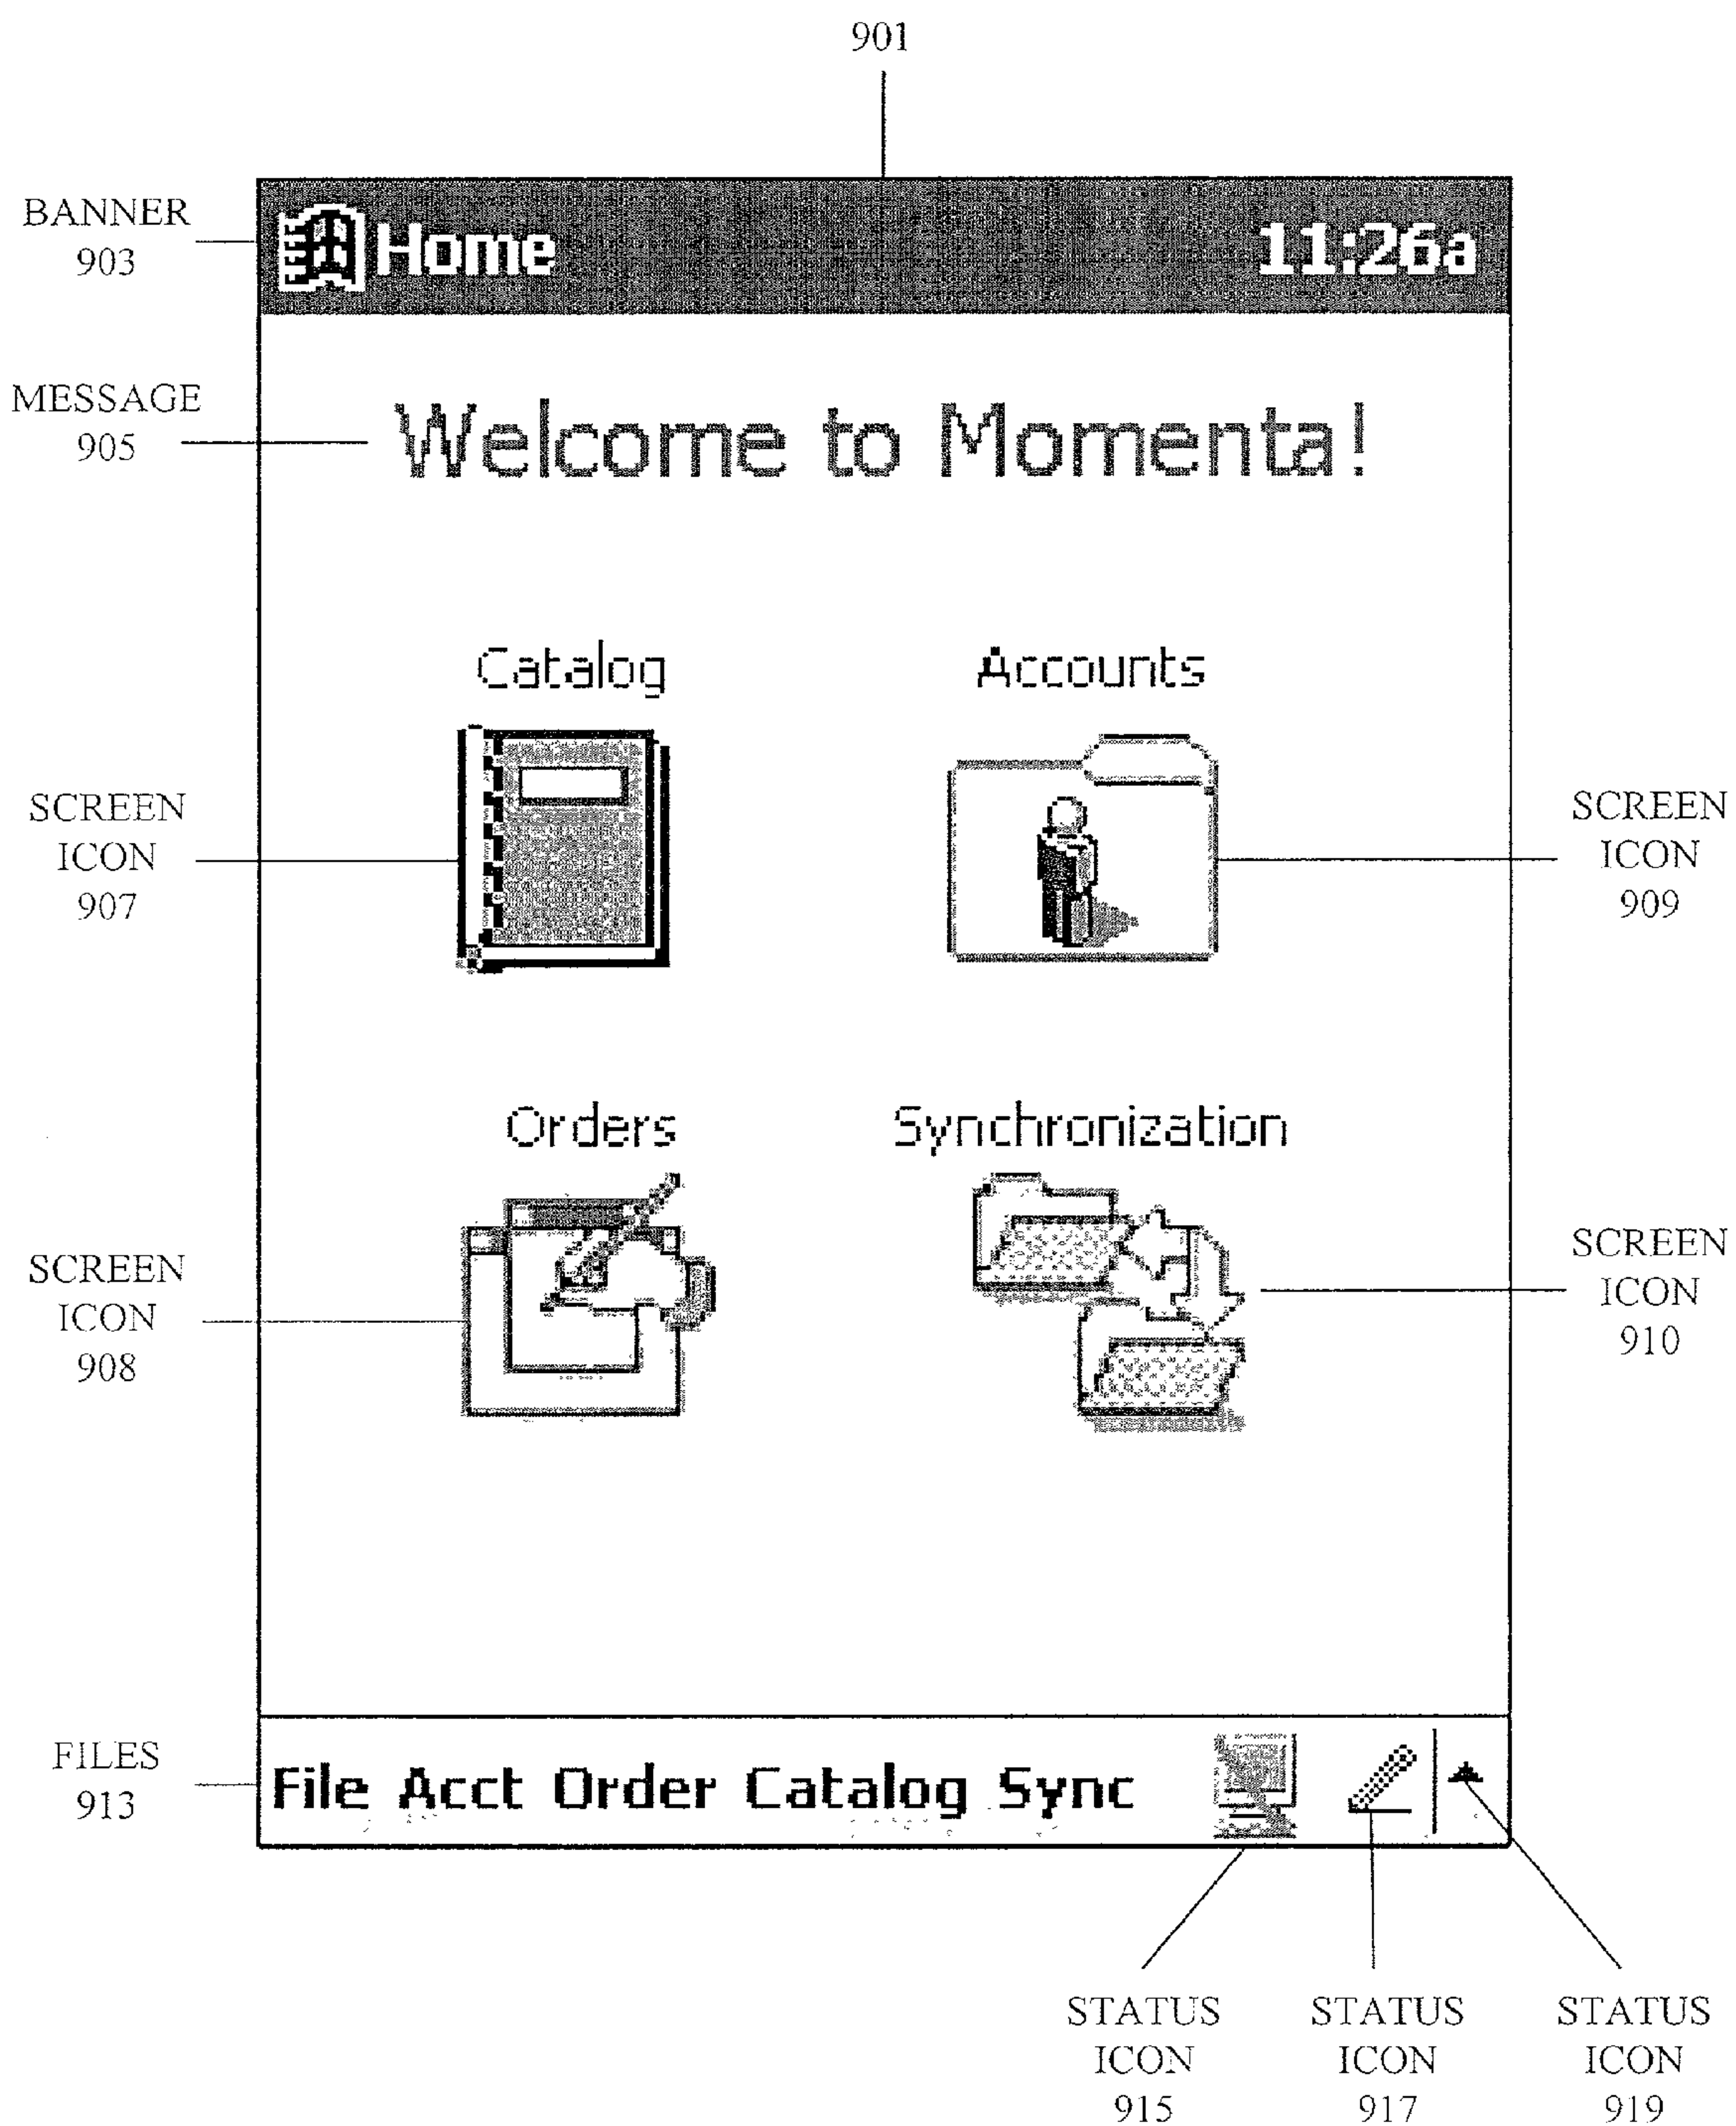 901
BANNER
903
Home 11:26a
MESSAGE
905
Welcome to Momenta!
Catalog Accounts
SCREEN
ICON
907
SCREEN
ICON
909
Orders Synchronization
SCREEN
ICON
908
SCREEN
ICON
910
FILES
913
File Acct Order Catalog Sync
STATUS
ICON
915
STATUS
ICON
917
STATUS
ICON
919